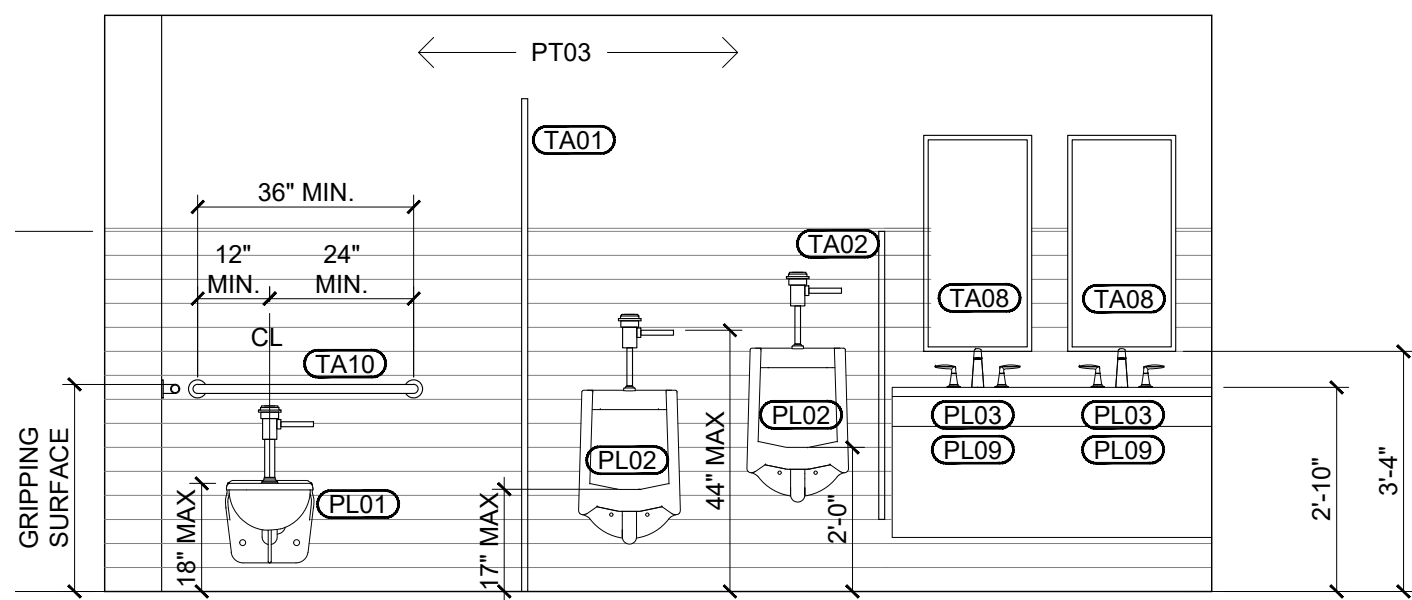 PT03
TA01
36" MIN.
12"
MIN.
24"
MIN.
TA02
TA08
TA08
CL
TA10
PL02
PL03
PL03
PL02
PL09
PL09
PL01
GRIPPING
SURFACE
18" MAX
17" MAX
44" MAX
2'-0"
2'-10"
3'-4"